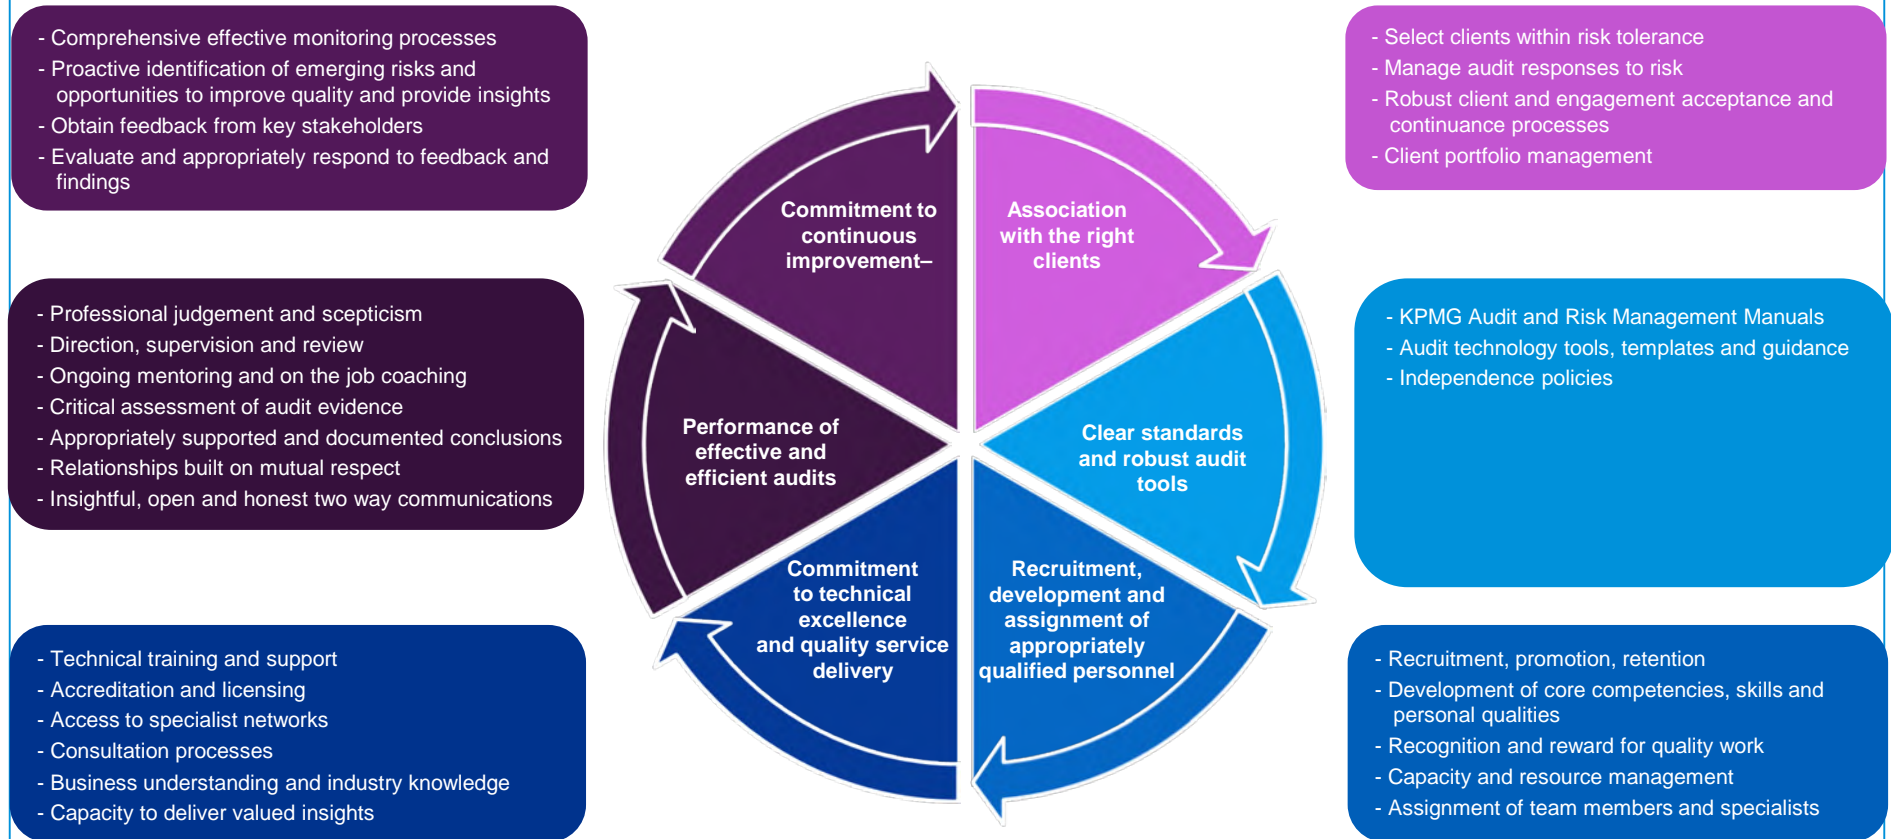 - Comprehensive effective monitoring processes
- Proactive identification of emerging risks and
opportunities to improve quality and provide insights
- Obtain feedback from key stakeholders
- Evaluate and appropriately respond to feedback and
findings
- Select clients within risk tolerance
- Manage audit responses to risk
- Robust client and engagement acceptance and
continuance processes
- Client portfolio management
Commitment to
continuous
improvement–
Association
with the right
clients
- Professional judgement and scepticism
- Direction, supervision and review
- Ongoing mentoring and on the job coaching
- Critical assessment of audit evidence
- Appropriately supported and documented conclusions
- Relationships built on mutual respect
- Insightful, open and honest two way communications
Performance of
effective and
efficient audits
Clear standards
and robust audit
tools
- KPMG Audit and Risk Management Manuals
- Audit technology tools, templates and guidance
- Independence policies
Commitment
to technical
excellence
and quality service
delivery
Recruitment,
development and
assignment of
appropriately
qualified personnel
- Technical training and support
- Accreditation and licensing
- Access to specialist networks
- Consultation processes
- Business understanding and industry knowledge
- Capacity to deliver valued insights
- Recruitment, promotion, retention
- Development of core competencies, skills and
personal qualities
- Recognition and reward for quality work
- Capacity and resource management
- Assignment of team members and specialists